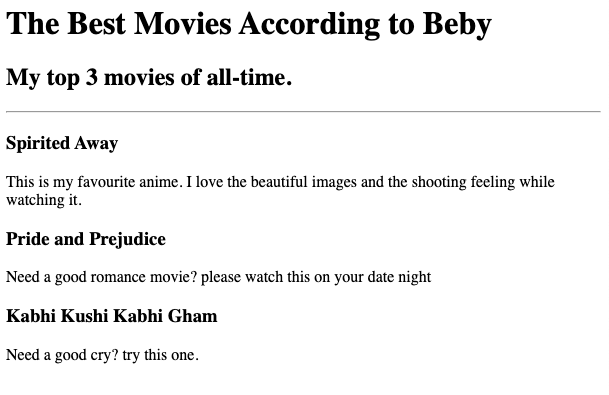 The Best Movies According to Beby
My top 3 movies of all-time.
Spirited Away
This is my favourite anime. I love the beautiful images and the shooting feeling while
watching it.
Pride and Prejudice
Need a good romance movie? please watch this on your date night
Kabhi Kushi Kabhi Gham
Need a good cry? try this one.